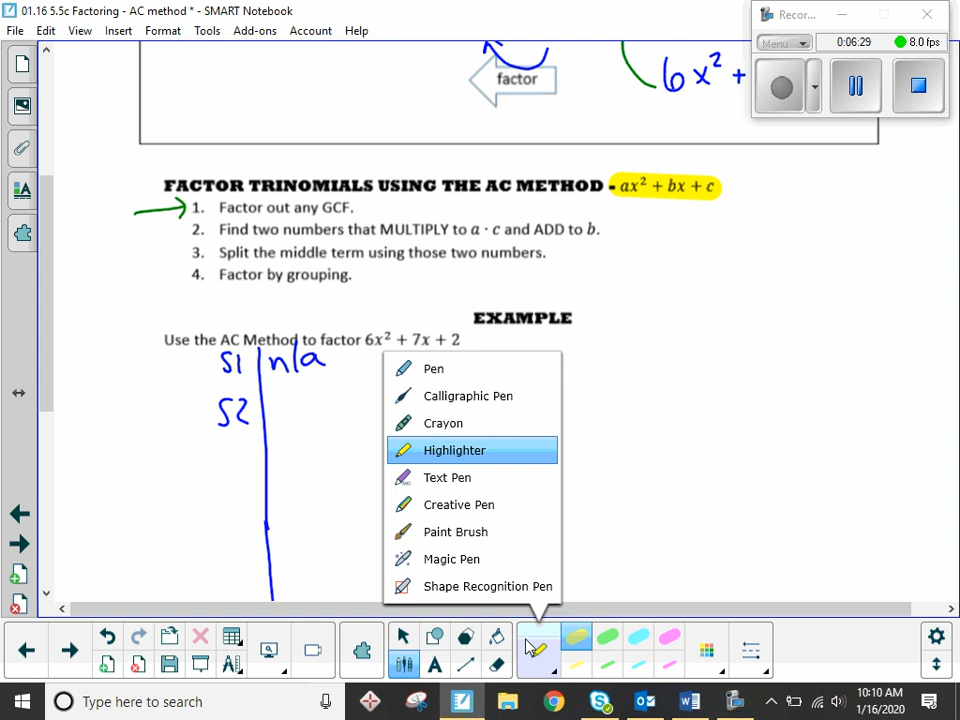 01.16 5.5c Factoring - AC method * - SMART Notebook
File Edit View Insert Format Tools Add-ons Account Help
Recor...
Menu
0:06:29
8.0 fps
factor
6x² +
FACTOR TRINOMIALS USING THE AC METHOD - ax² + bx + c
1. Factor out any GCF.
2. Find two numbers that MULTIPLY to a · c and ADD to b.
3. Split the middle term using those two numbers.
4. Factor by grouping.
EXAMPLE
Use the AC Method to factor 6x² + 7x + 2
S1 n/a
S2
Pen
Calligraphic Pen
Crayon
Highlighter
Text Pen
Creative Pen
Paint Brush
Magic Pen
Shape Recognition Pen
Type here to search
10:10 AM
1/16/2020